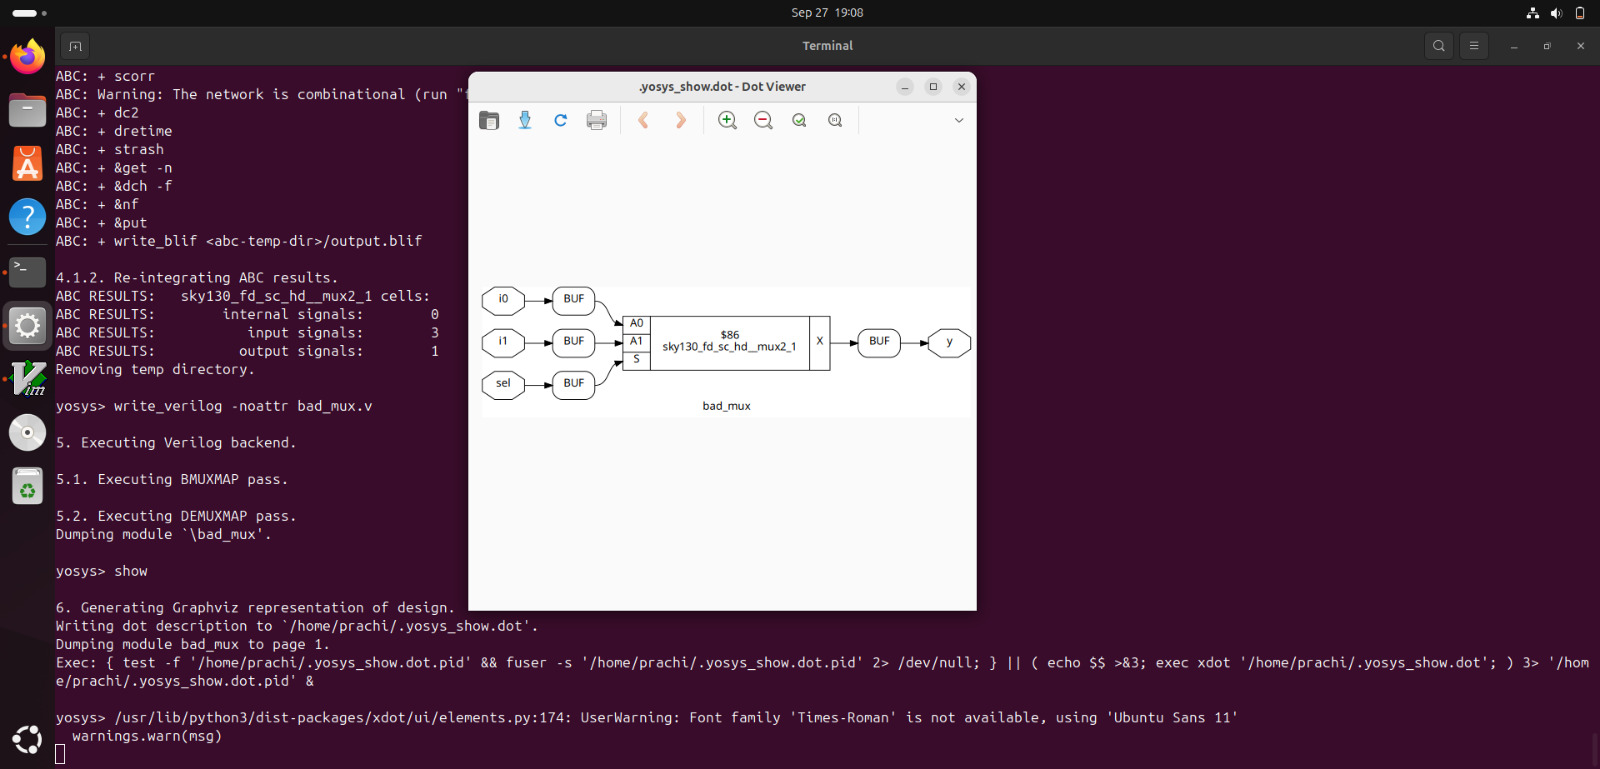 Sep 27 19:08
Terminal
ABC: + scorr
ABC: Warning: The network is combinational (run "f
ABC: + dc2
ABC: + dretime
ABC: + strash
ABC: + &get -n
ABC: + &dch -f
ABC: + &nf
ABC: + &put
ABC: + write_blif <abc-temp-dir>/output.blif
4.1.2. Re-integrating ABC results.
ABC RESULTS:   sky130_fd_sc_hd__mux2_1 cells:
ABC RESULTS:        internal signals:        0
ABC RESULTS:           input signals:        3
ABC RESULTS:          output signals:        1
Removing temp directory.
yosys> write_verilog -noattr bad_mux.v
5. Executing Verilog backend.
5.1. Executing BMUXMAP pass.
5.2. Executing DEMUXMAP pass.
Dumping module `\bad_mux'.
yosys> show
6. Generating Graphviz representation of design.
Writing dot description to `/home/prachi/.yosys_show.dot'.
Dumping module bad_mux to page 1.
Exec: { test -f '/home/prachi/.yosys_show.dot.pid' && fuser -s '/home/prachi/.yosys_show.dot.pid' 2> /dev/null; } || ( echo $$ >&3; exec xdot '/home/prachi/.yosys_show.dot'; ) 3> '/hom
e/prachi/.yosys_show.dot.pid' &
yosys> /usr/lib/python3/dist-packages/xdot/ui/elements.py:174: UserWarning: Font family 'Times-Roman' is not available, using 'Ubuntu Sans 11'
  warnings.warn(msg)
.yosys_show.dot - Dot Viewer
i0
BUF
i1
BUF
sel
BUF
A0
A1
S
$86
sky130_fd_sc_hd__mux2_1
X
BUF
y
bad_mux